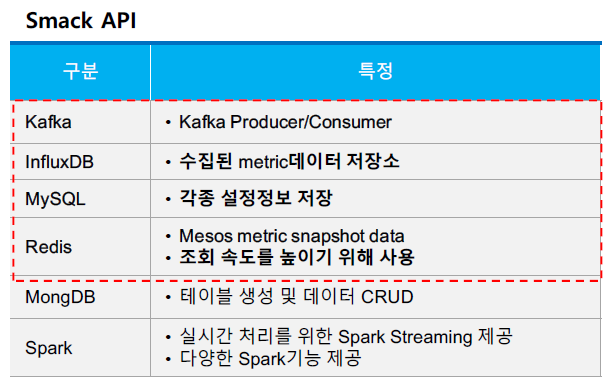 Smack API
구분 특정
Kafka • Kafka Producer/Consumer
InfluxDB • 수집된 metric데이터 저장소
MySQL • 각종 설정정보 저장
Redis • Mesos metric snapshot data
• 조회 속도를 높이기 위해 사용
MongDB • 테이블 생성 및 데이터 CRUD
Spark • 실시간 처리를 위한 Spark Streaming 제공
• 다양한 Spark기능 제공